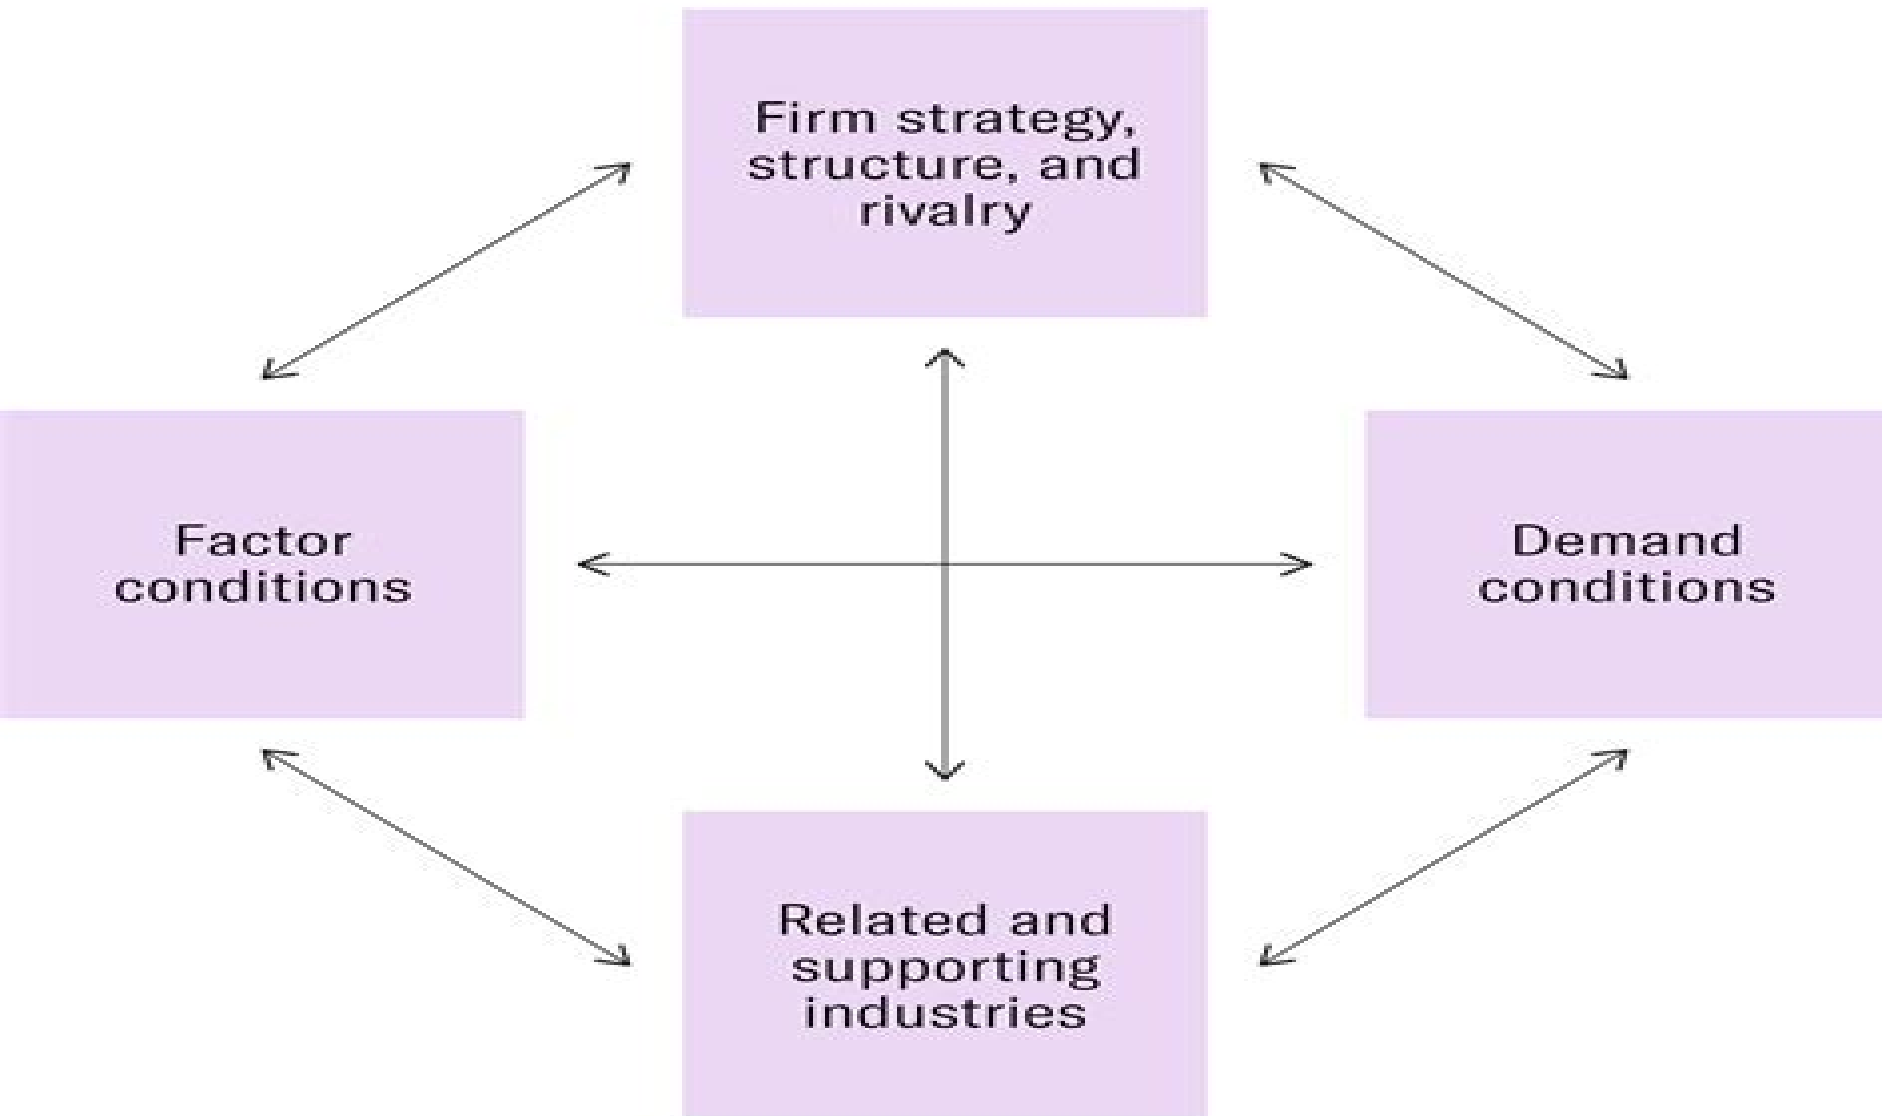 Firm strategy,
structure, and
rivalry
Factor
conditions
Demand
conditions
Related and
supporting
industries